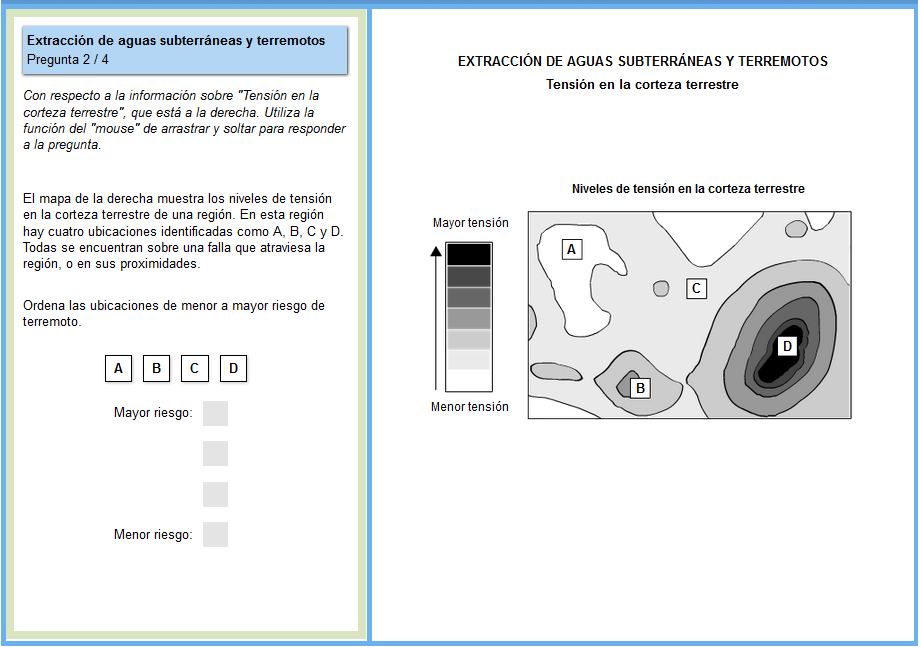 Extracción de aguas subterráneas y terremotos
Pregunta 2 / 4
Con respecto a la información sobre "Tensión en la
corteza terrestre", que está a la derecha. Utiliza la
función del "mouse" de arrastrar y soltar para responder
a la pregunta.
El mapa de la derecha muestra los niveles de tensión
en la corteza terrestre de una región. En esta región
hay cuatro ubicaciones identificadas como A, B, C y D.
Todas se encuentran sobre una falla que atraviesa la
región, o en sus proximidades.
Ordena las ubicaciones de menor a mayor riesgo de
terremoto.
A B C D
Mayor riesgo:
Menor riesgo:
EXTRACCIÓN DE AGUAS SUBTERRÁNEAS Y TERREMOTOS
Tensión en la corteza terrestre
Niveles de tensión en la corteza terrestre
Mayor tensión
Menor tensión
A
C
D
B